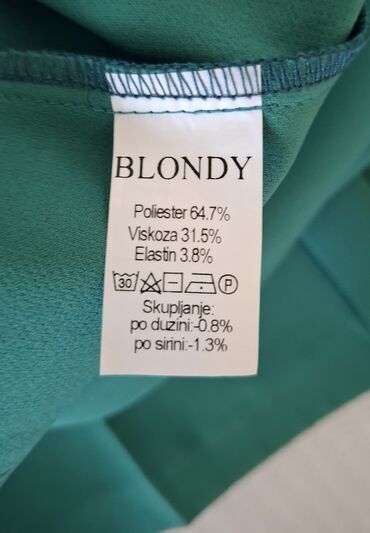 BLONDY
Poliester 64.7%
Viskoza 31.5%
Elastin 3.8%
30 P
Skupljanje:
po duzini:-0.8%
po sirini:-1.3%